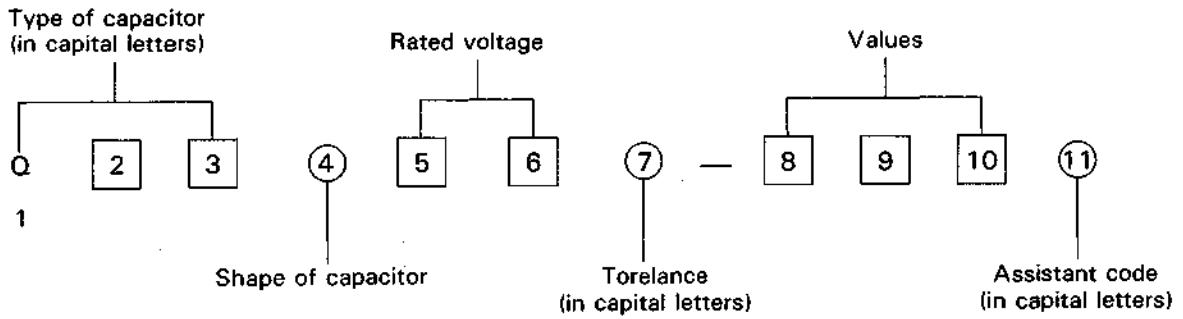 Type of capacitor
(in capital letters)
Rated voltage
Values
Q 2 3 4 5 6 7 — 8 9 10 11
1
Shape of capacitor
Torelance
(in capital letters)
Assistant code
(in capital letters)